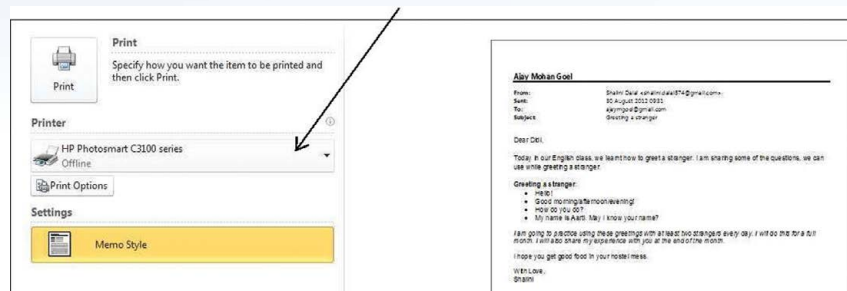 Print
Print
Specify how you want the item to be printed and
then click Print.
Printer
HP Photosmart C3100 series
Offline
Print Options
Settings
Memo Style
Ajay Mohan Goel
From: Shalini Dalal <shalini.dalal574@gmail.com>
Sent: 30 August 2012 09:31
To: ajaymgoel@gmail.com
Subject: Greeting a stranger
Dear Dibi,
Today in our English class, we learnt how to greet a stranger. I am sharing some of the questions, we can
use while greeting a stranger.
Greeting a stranger:
• Hello!
• Good morning/afternoon/evening!
• How do you do?
• My name is Aarti. May I know your name?
I am going to practice using these greetings with at least two strangers every day. I will do this for a full
month. I will also share my experience with you at the end of the month.
I hope you get good food in your hostel mess.
With Love,
Shalini